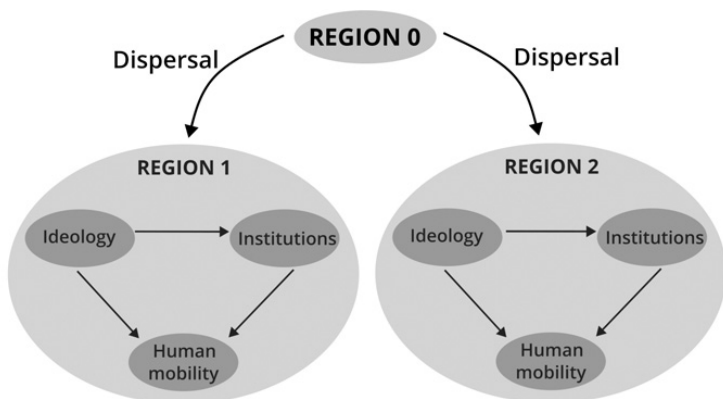 REGION 0
Dispersal
Dispersal
REGION 1
REGION 2
Ideology
Institutions
Ideology
Institutions
Human
mobility
Human
mobility